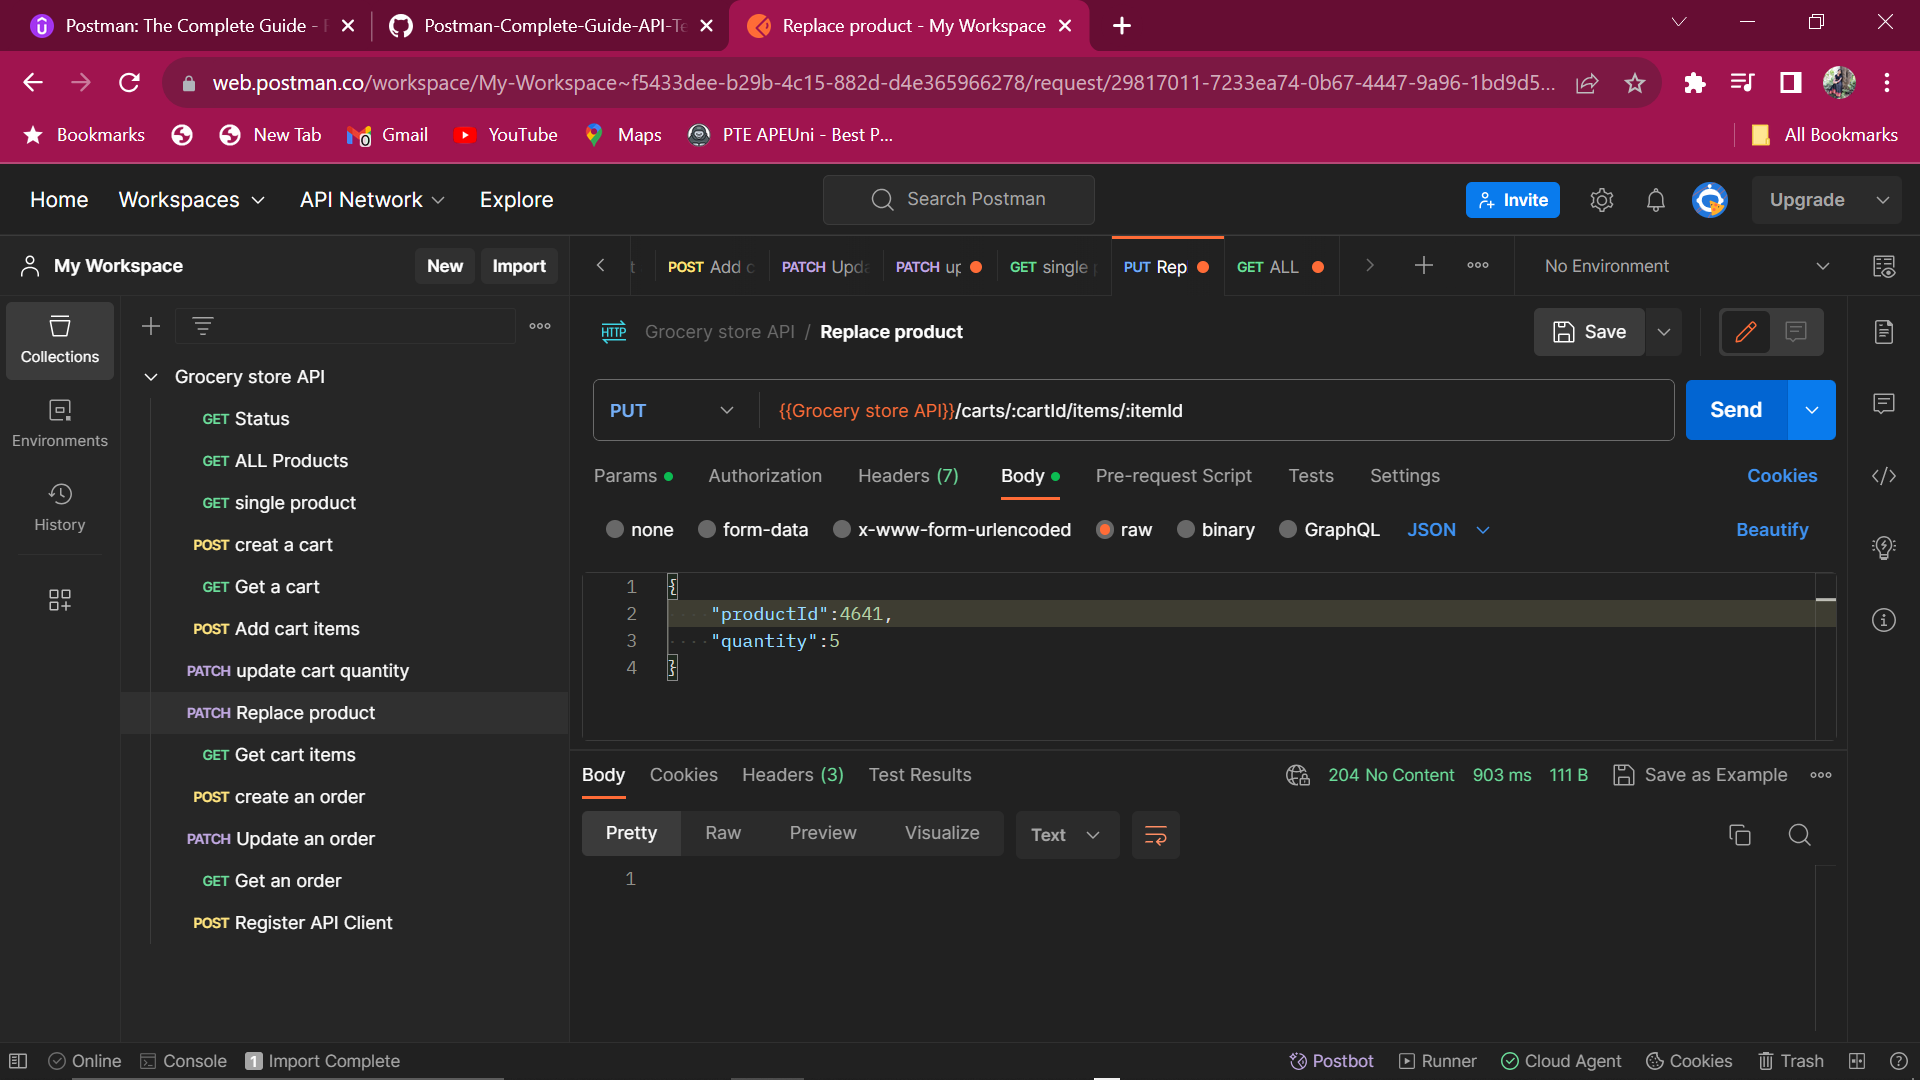 Postman: The Complete Guide -
Postman-Complete-Guide-API-Te
Replace product - My Workspace
web.postman.co/workspace/My-Workspace~f5433dee-b29b-4c15-882d-d4e365966278/request/29817011-7233ea74-0b67-4447-9a96-1bd9d5...
Bookmarks
New Tab
0
Gmail
YouTube
Maps
PTE APEUni - Best P...
All Bookmarks
Home
Workspaces
API Network
Explore
Search Postman
Invite
Upgrade
My Workspace
New
Import
POST Add c
PATCH Upda
PATCH up
GET single
PUT Rep
GET ALL
No Environment
Collections
Environments
History
Grocery store API
GET Status
GET ALL Products
GET single product
POST creat a cart
GET Get a cart
POST Add cart items
PATCH update cart quantity
PATCH Replace product
GET Get cart items
POST create an order
PATCH Update an order
GET Get an order
POST Register API Client
HTTP
Grocery store API / Replace product
Save
PUT
{{Grocery store API}}/carts/:cartId/items/:itemId
Send
Params
Authorization
Headers (7)
Body
Pre-request Script
Tests
Settings
Cookies
none
form-data
x-www-form-urlencoded
raw
binary
GraphQL
JSON
Beautify
1 {
2 "productId":4641,
3 "quantity":5
4 }
Body
Cookies
Headers (3)
Test Results
204 No Content
903 ms
111 B
Save as Example
Pretty
Raw
Preview
Visualize
Text
1
Online
Console
1 Import Complete
Postbot
Runner
Cloud Agent
Cookies
Trash